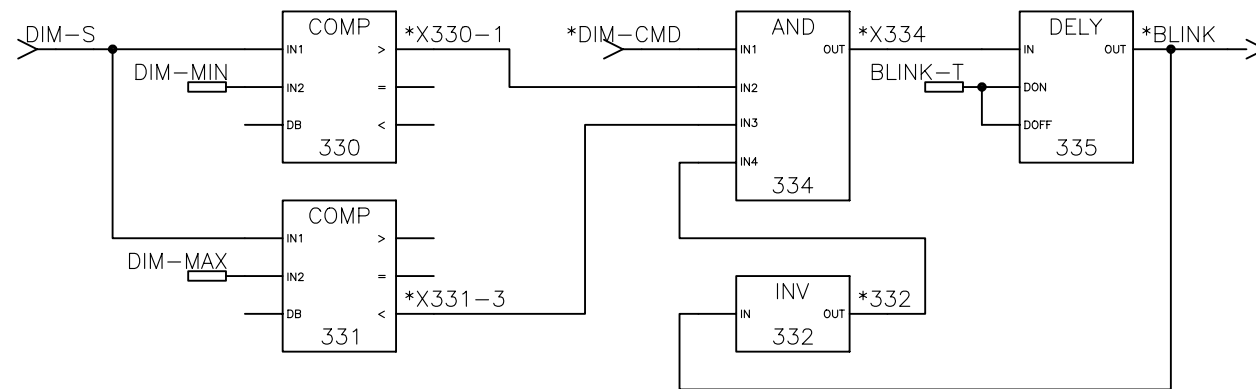 DIM-S
COMP
*X330-1
IN1
>
DIM-MIN
IN2
=
DB
<
330
*DIM-CMD
AND
*X334
IN1
OUT
IN2
IN3
IN4
334
DELY
*BLINK
IN
OUT
BLINK-T
DON
DOFF
335
COMP
IN1
>
DIM-MAX
IN2
=
*X331-3
DB
<
331
INV
*332
IN
OUT
332